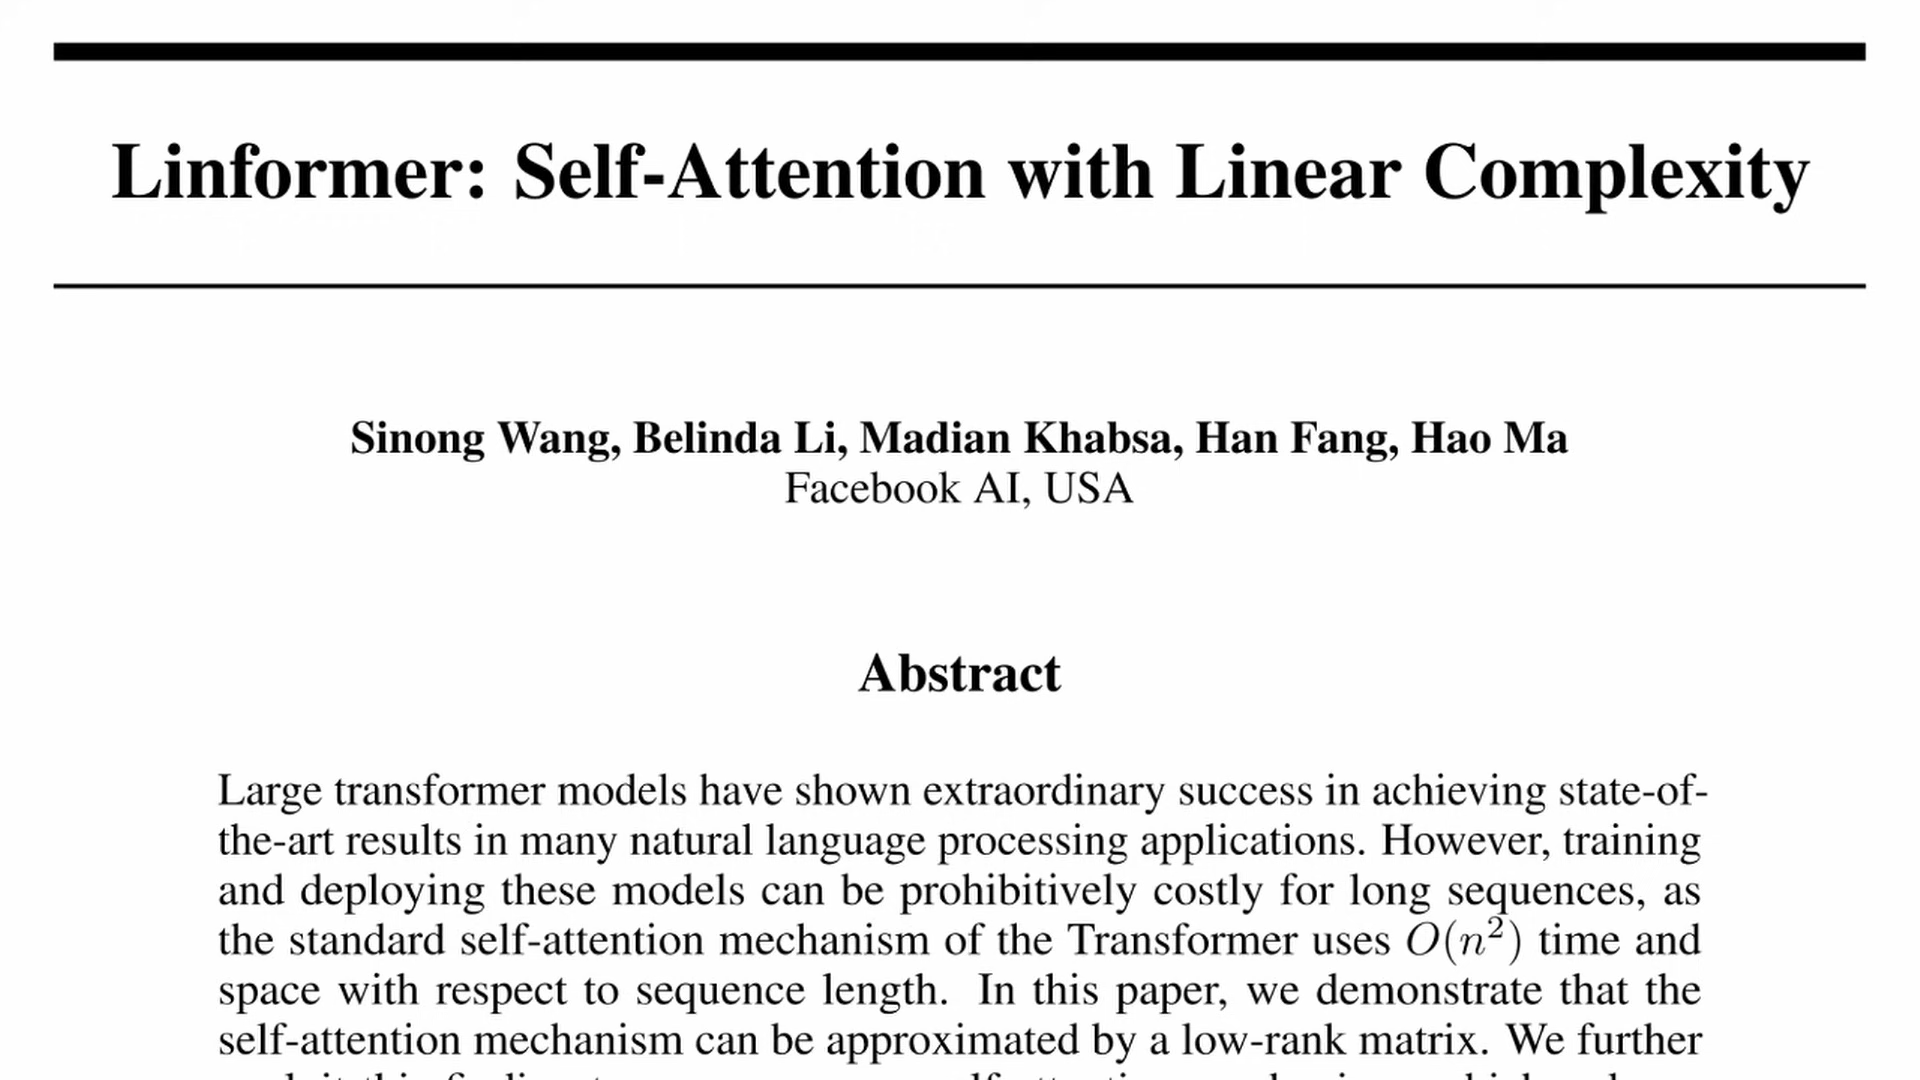 Linformer: Self-Attention with Linear Complexity
Sinong Wang, Belinda Li, Madian Khabsa, Han Fang, Hao Ma
Facebook AI, USA
Abstract
Large transformer models have shown extraordinary success in achieving state-of-
the-art results in many natural language processing applications. However, training
and deploying these models can be prohibitively costly for long sequences, as
the standard self-attention mechanism of the Transformer uses O(n²) time and
space with respect to sequence length. In this paper, we demonstrate that the
self-attention mechanism can be approximated by a low-rank matrix. We further